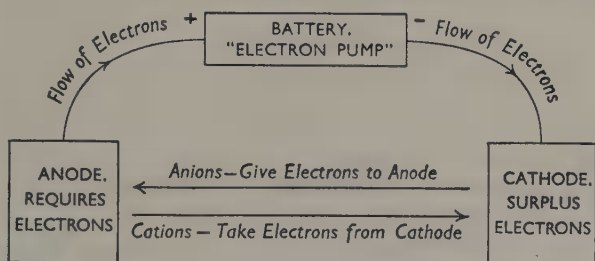 Flow of Electrons
+
BATTERY.
"ELECTRON PUMP"
−
Flow of Electrons
ANODE.
REQUIRES
ELECTRONS
Anions—Give Electrons to Anode
Cations — Take Electrons from Cathode
CATHODE.
SURPLUS
ELECTRONS